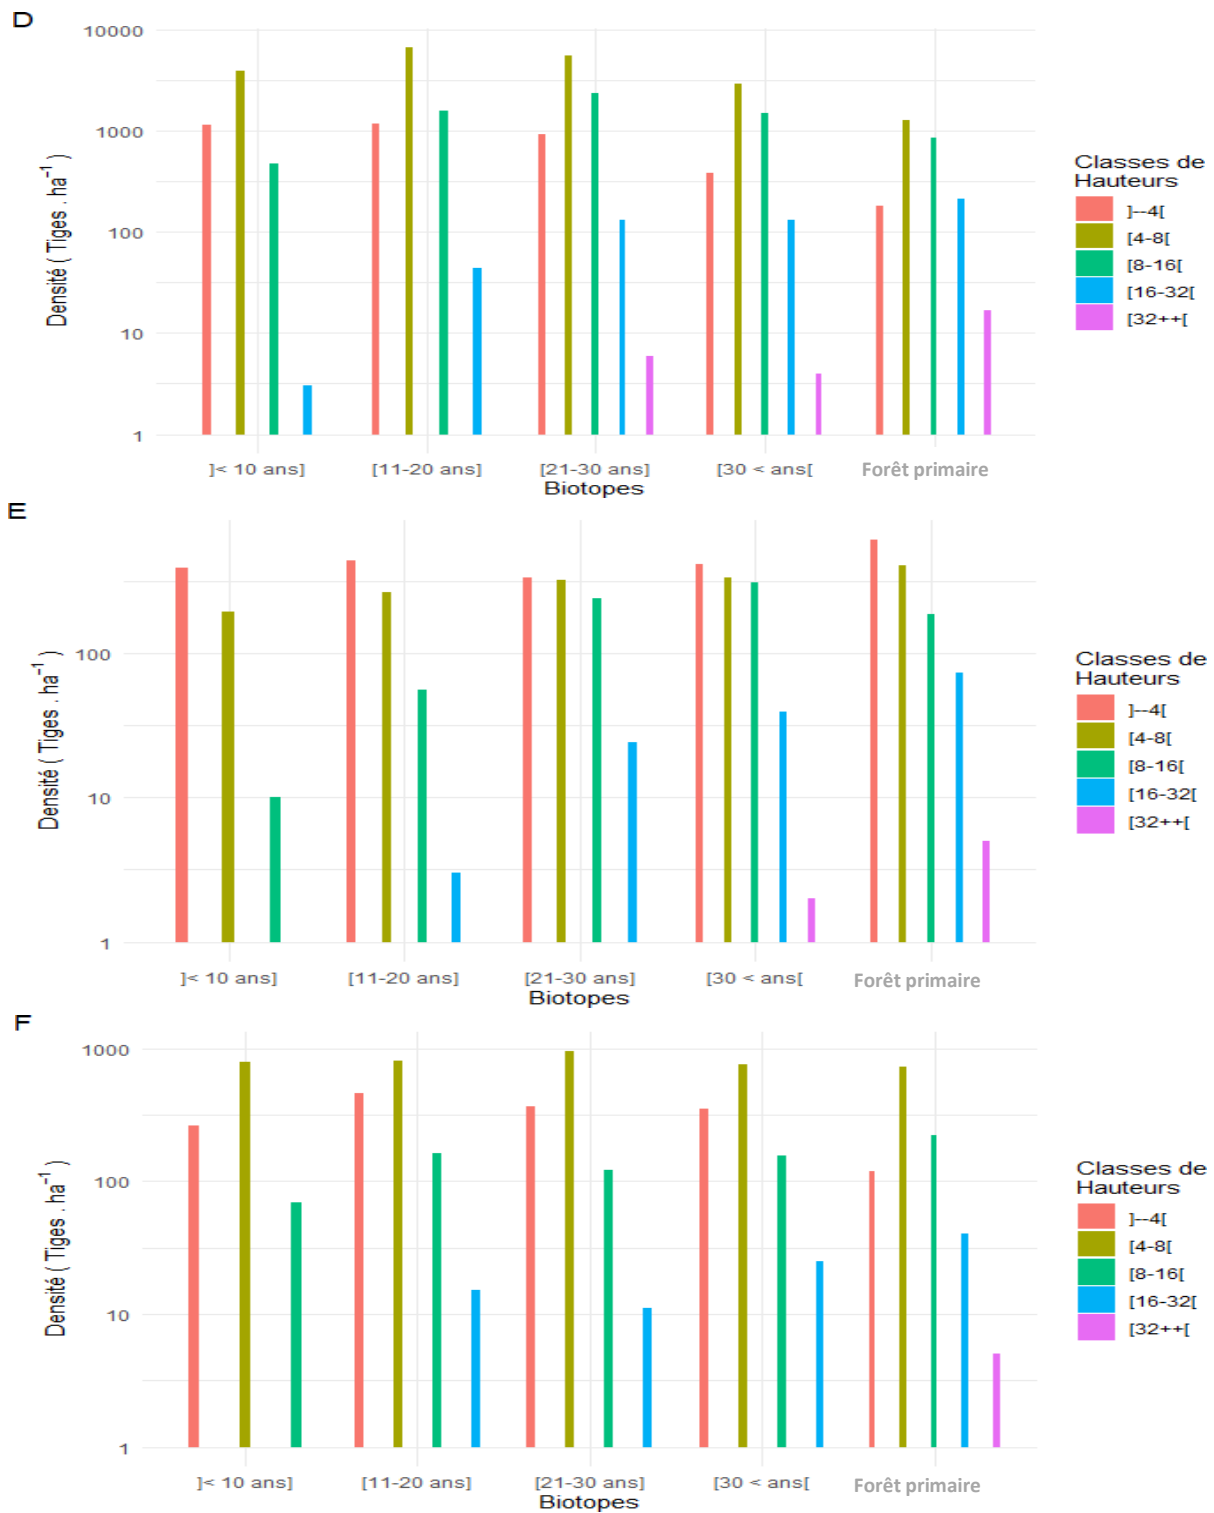 D
10000
1000
100
10
1
Densité ( Tiges . ha⁻¹ )
]< 10 ans]
[11-20 ans]
[21-30 ans]
[30 < ans[
Forêt primaire
Biotopes
Classes de
Hauteurs
]--4[
[4-8[
[8-16[
[16-32[
[32++[
E
100
10
1
Densité ( Tiges . ha⁻¹ )
]< 10 ans]
[11-20 ans]
[21-30 ans]
[30 < ans[
Forêt primaire
Biotopes
Classes de
Hauteurs
]--4[
[4-8[
[8-16[
[16-32[
[32++[
F
1000
100
10
1
Densité ( Tiges . ha⁻¹ )
]< 10 ans]
[11-20 ans]
[21-30 ans]
[30 < ans[
Forêt primaire
Biotopes
Classes de
Hauteurs
]--4[
[4-8[
[8-16[
[16-32[
[32++[